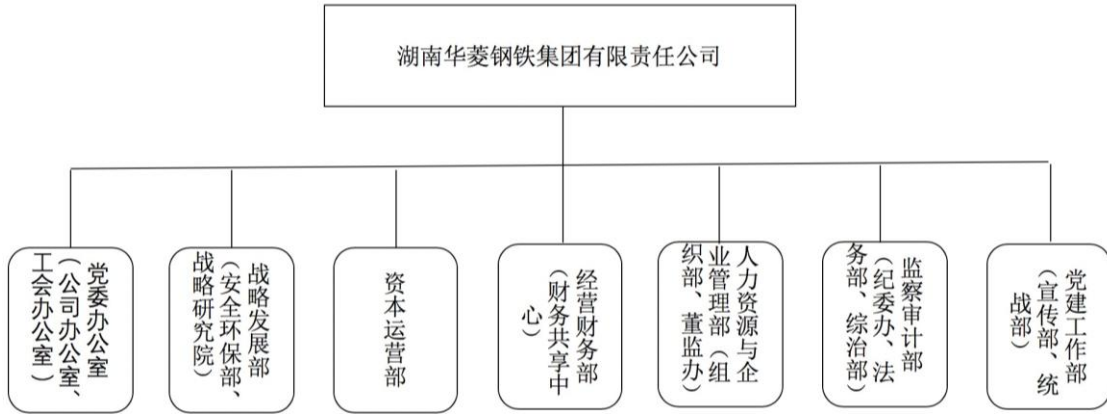 湖南华菱钢铁集团有限责任公司
党委办公室
（公司办公室、
工会办公室）
战略发展部
（安全环保部、
战略研究院）
资本运营部
经营财务部
（财务共享中
心）
人力资源与企
业管理部（组
织部、董监办）
监察审计部
（纪委办、法
务部、综治部）
党建工作部
（宣传部、统
战部）